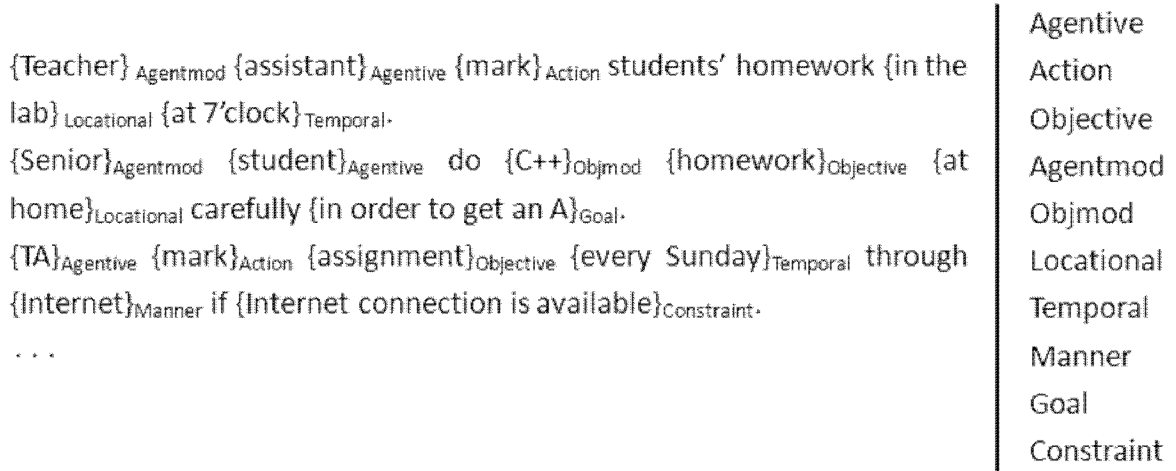 {Teacher} Agentmod {assistant}Agentive {mark}Action students' homework {in the
lab} Locational {at 7'clock}Temporal.
{Senior}Agentmod {student}Agentive do {C++}Objmod {homework}Objective {at
home}Locational carefully {in order to get an A}Goal.
{TA}Agentive {mark}Action {assignment}Objective {every Sunday}Temporal through
{Internet}Manner if {Internet connection is available}Constraint.
. . .
Agentive
Action
Objective
Agentmod
Objmod
Locational
Temporal
Manner
Goal
Constraint